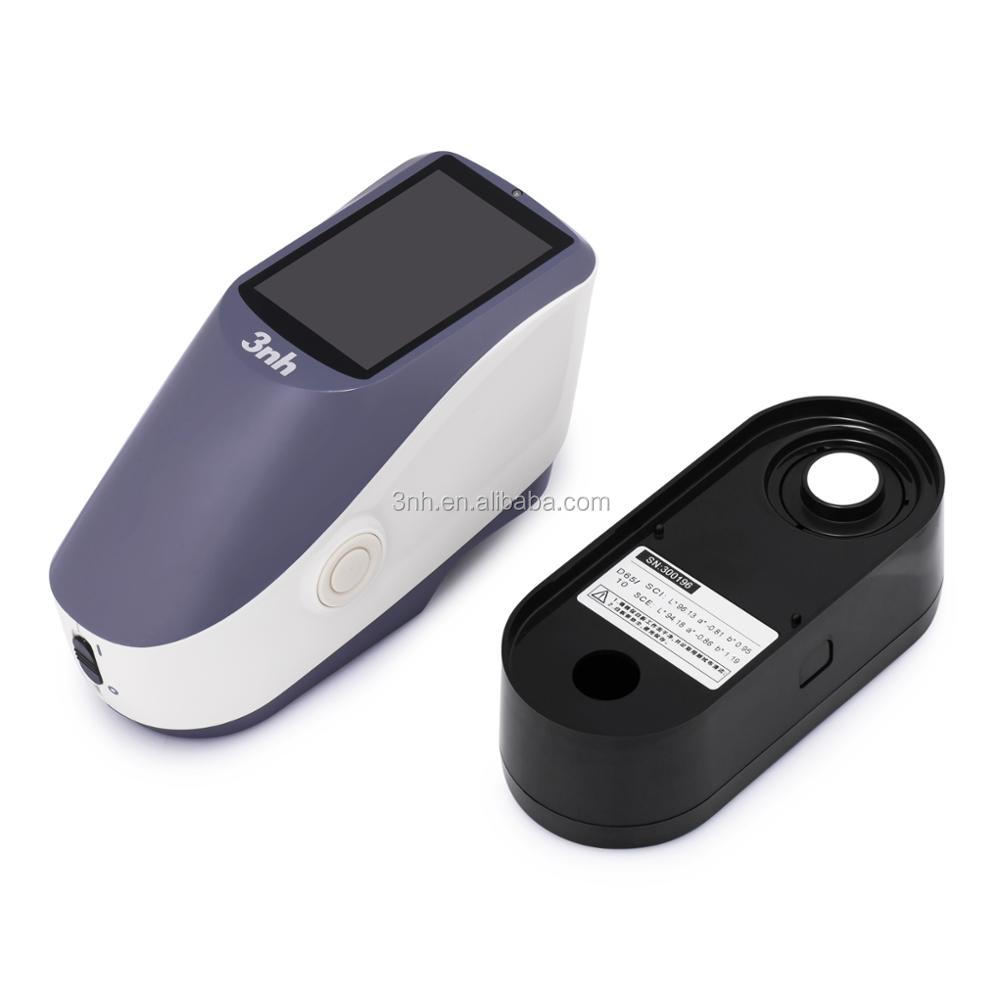 3nh
3nh.en.alibaba.com
SN:300196
D65/ SCI: L* 96.13 a* -0.81 b* 0.95
10 SCE: L* 94.18 a* -0.86 b* 1.19
I
O